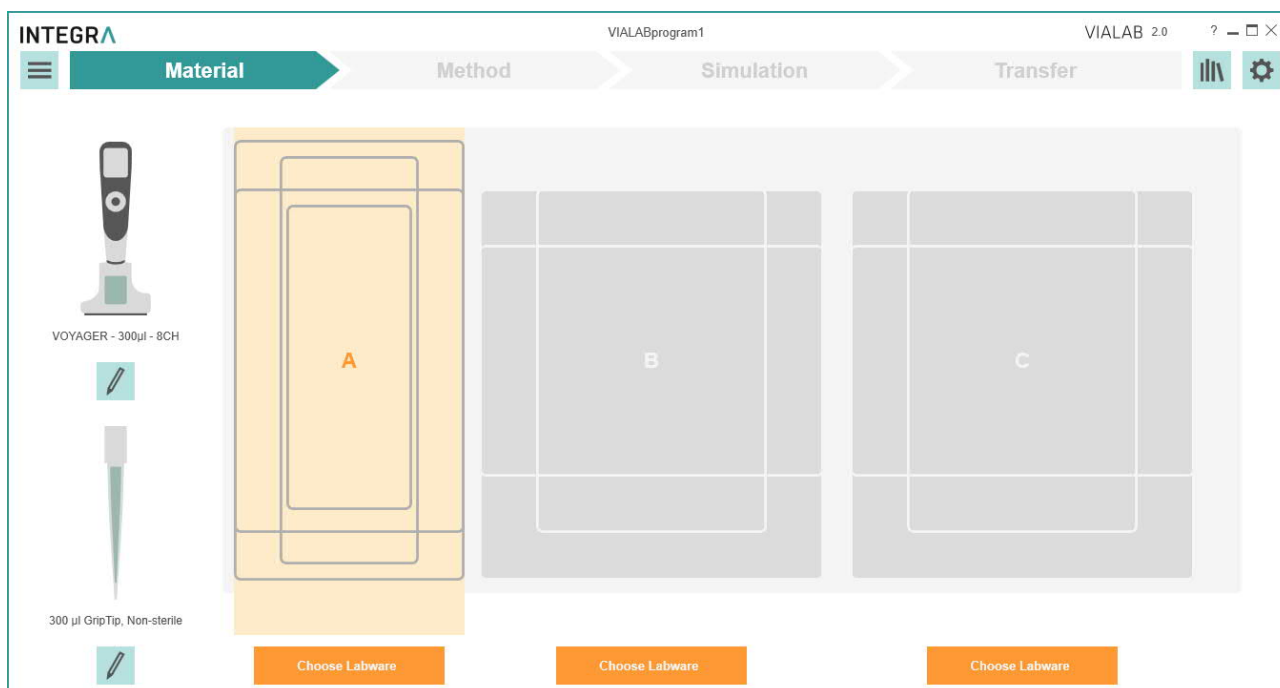 INTEGRA
VIALABprogram1
VIALAB 2.0
?
Material
Method
Simulation
Transfer
VOYAGER - 300µl - 8CH
A
B
C
300 µl GripTip, Non-sterile
Choose Labware
Choose Labware
Choose Labware